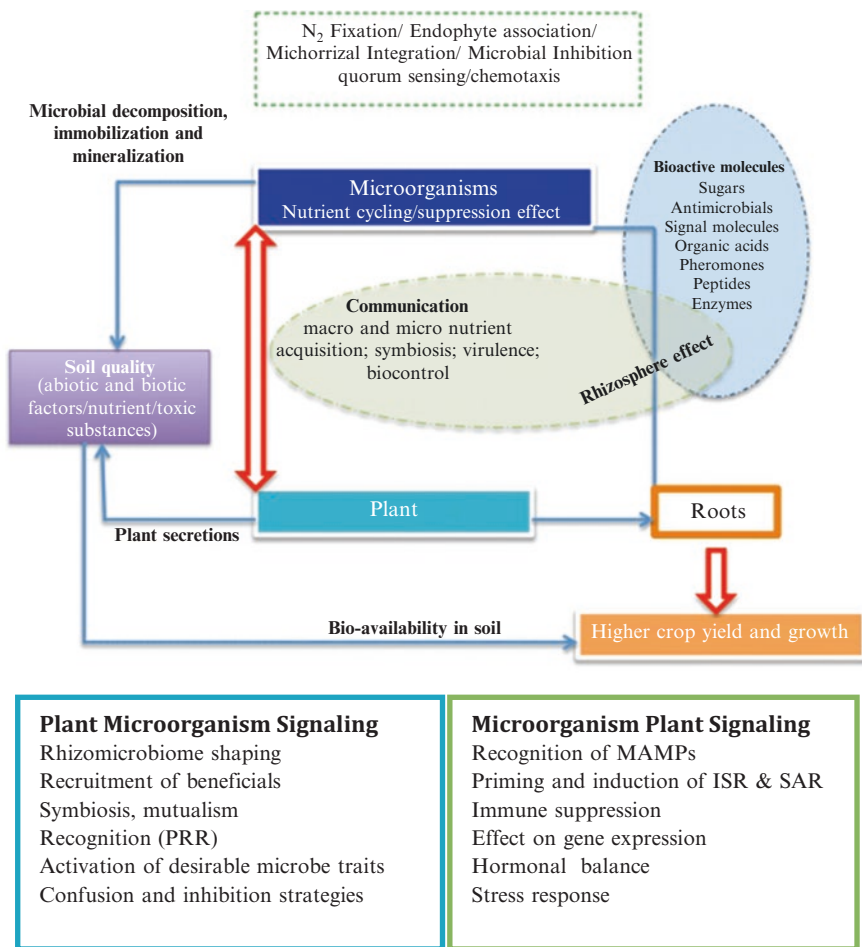 N2 Fixation/ Endophyte association/
Michorrizal Integration/ Microbial Inhibition
quorum sensing/chemotaxis
Microbial decomposition,
immobilization and
mineralization
Microorganisms
Nutrient cycling/suppression effect
Bioactive molecules
Sugars
Antimicrobials
Signal molecules
Organic acids
Pheromones
Peptides
Enzymes
Communication
macro and micro nutrient
acquisition; symbiosis; virulence;
biocontrol
Rhizosphere effect
Soil quality
(abiotic and biotic
factors/nutrient/toxic
substances)
Plant
Roots
Plant secretions
Bio-availability in soil
Higher crop yield and growth
Plant Microorganism Signaling
Rhizomicrobiome shaping
Recruitment of beneficials
Symbiosis, mutualism
Recognition (PRR)
Activation of desirable microbe traits
Confusion and inhibition strategies
Microorganism Plant Signaling
Recognition of MAMPs
Priming and induction of ISR & SAR
Immune suppression
Effect on gene expression
Hormonal balance
Stress response